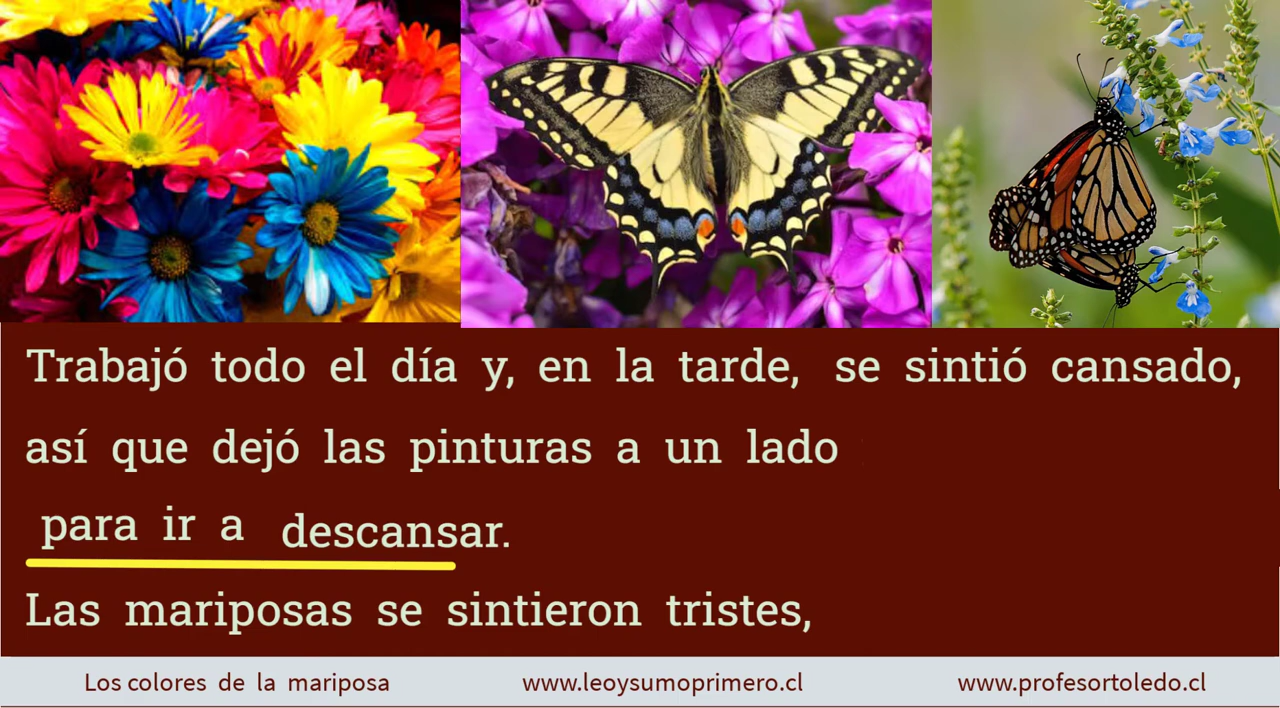 Trabajó todo el día y, en la tarde, se sintió cansado,
así que dejó las pinturas a un lado
para ir a descansar.
Las mariposas se sintieron tristes,
Los colores de la mariposa www.leoysumoprimero.cl www.profesortoledo.cl